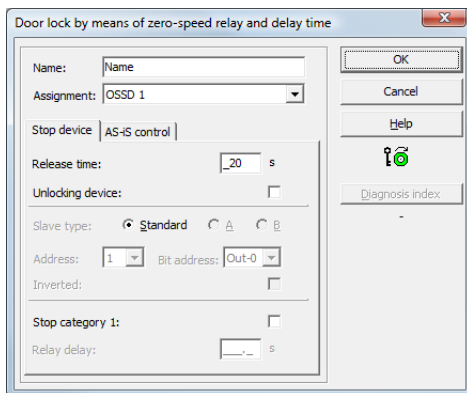 Door lock by means of zero-speed relay and delay time
Name: Name
Assignment: OSSD 1
OK
Cancel
Help
Diagnosis index
-
Stop device AS-iS control
Release time: _20 s
Unlocking device:
Slave type: Standard A B
Address: 1 Bit address: Out-0
Inverted:
Stop category 1:
Relay delay: ___._ s